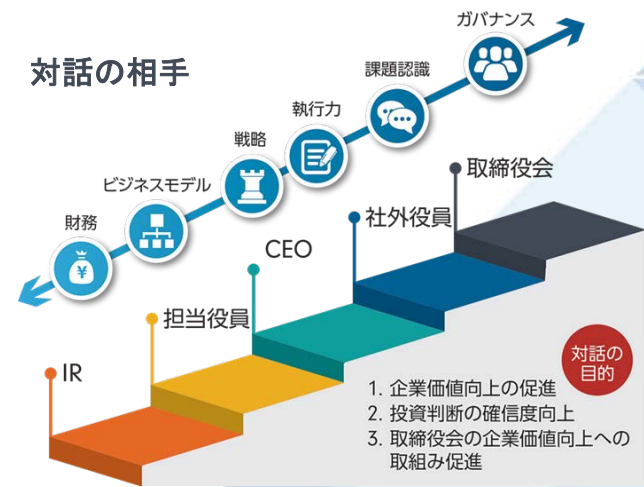 対話の相手
ガバナンス
課題認識
執行力
戦略
ビジネスモデル
財務
¥
取締役会
社外役員
CEO
担当役員
IR
対話の
目的
1. 企業価値向上の促進
2. 投資判断の確信度向上
3. 取締役会の企業価値向上への
取組み促進